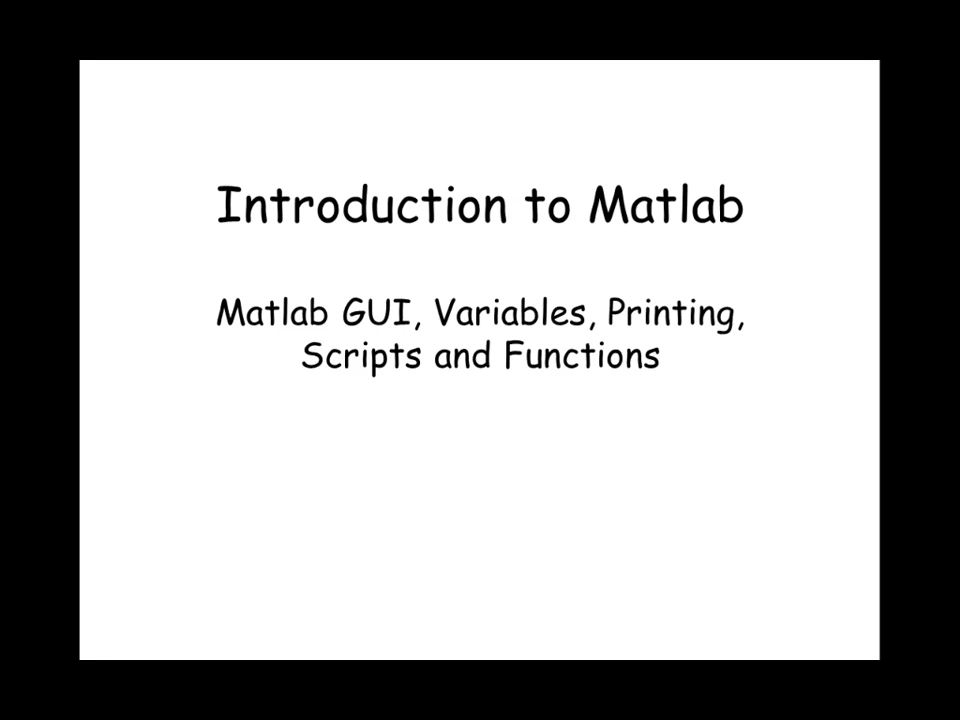 Introduction to Matlab
Matlab GUI, Variables, Printing,
Scripts and Functions